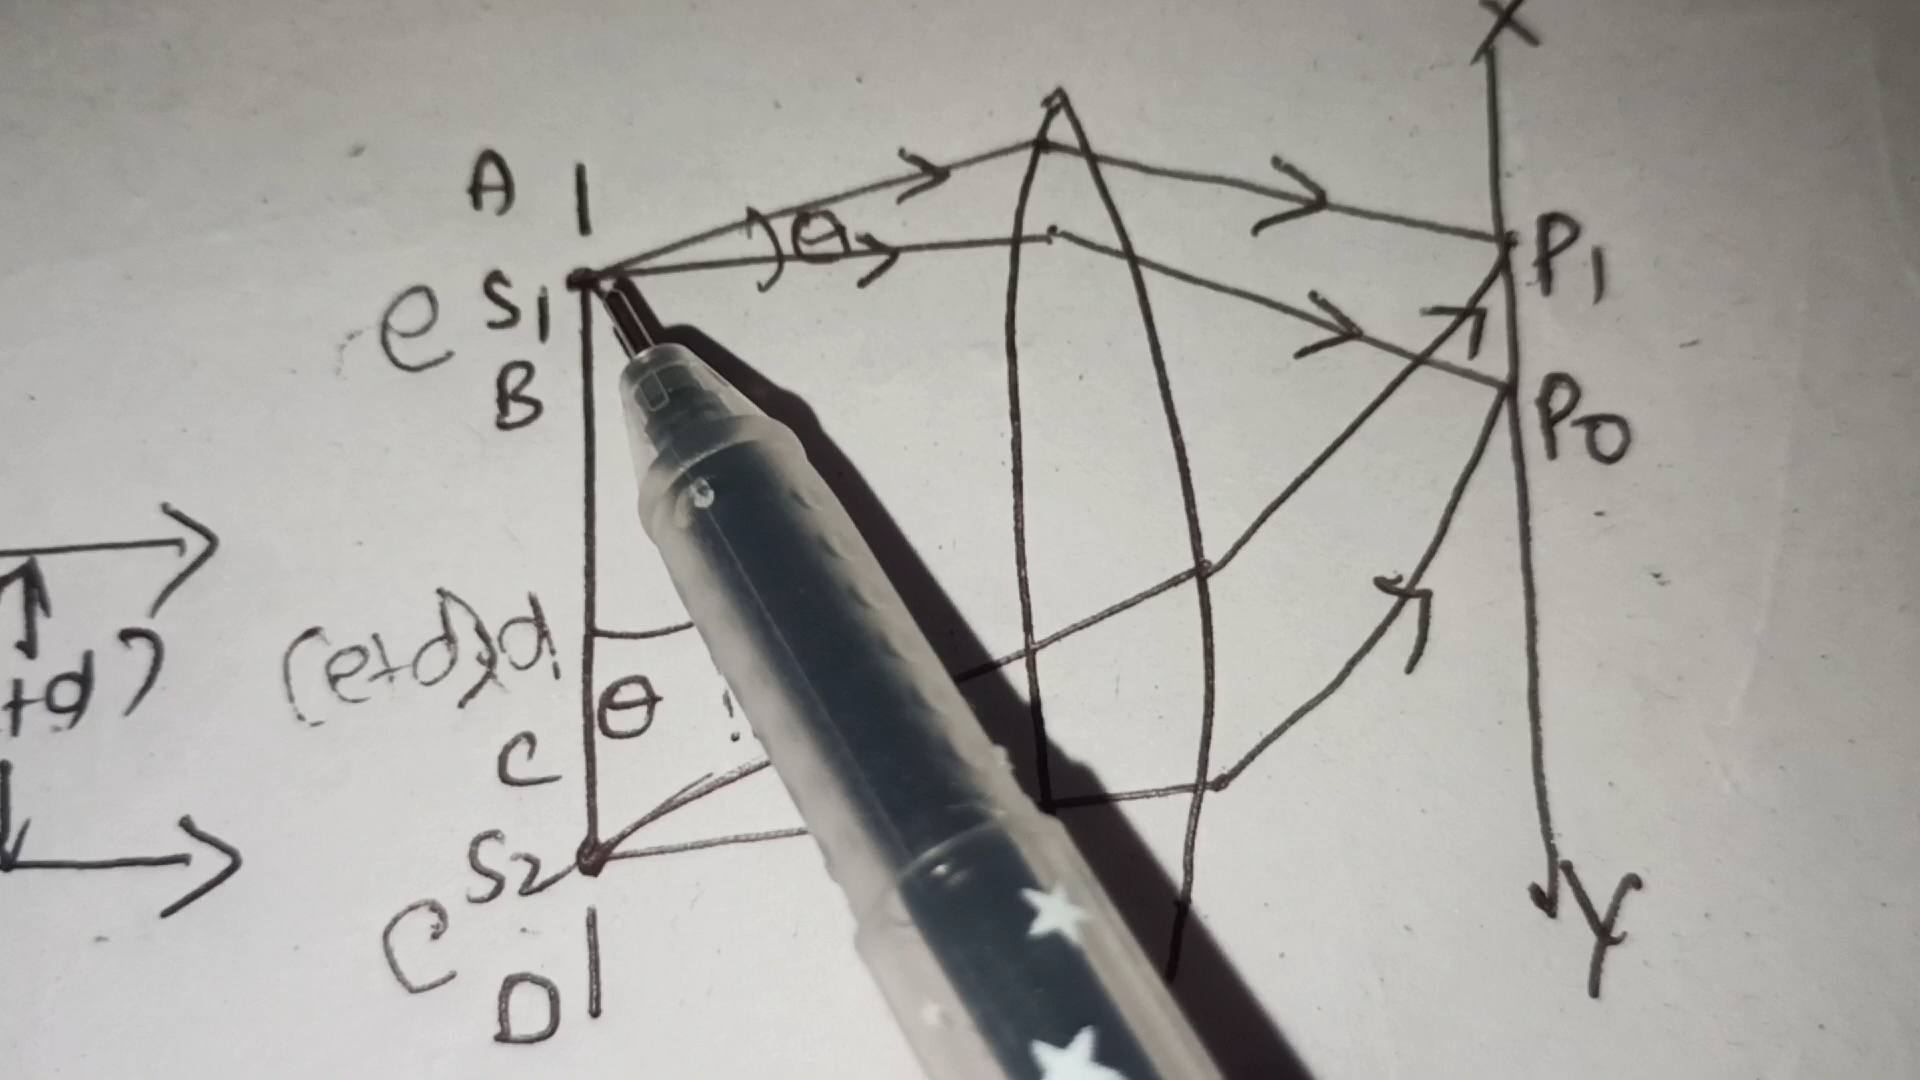 X
A
θ
P1
e S1
B
P0
(e+d) d
+d)
θ
C
S2
e
Y
D